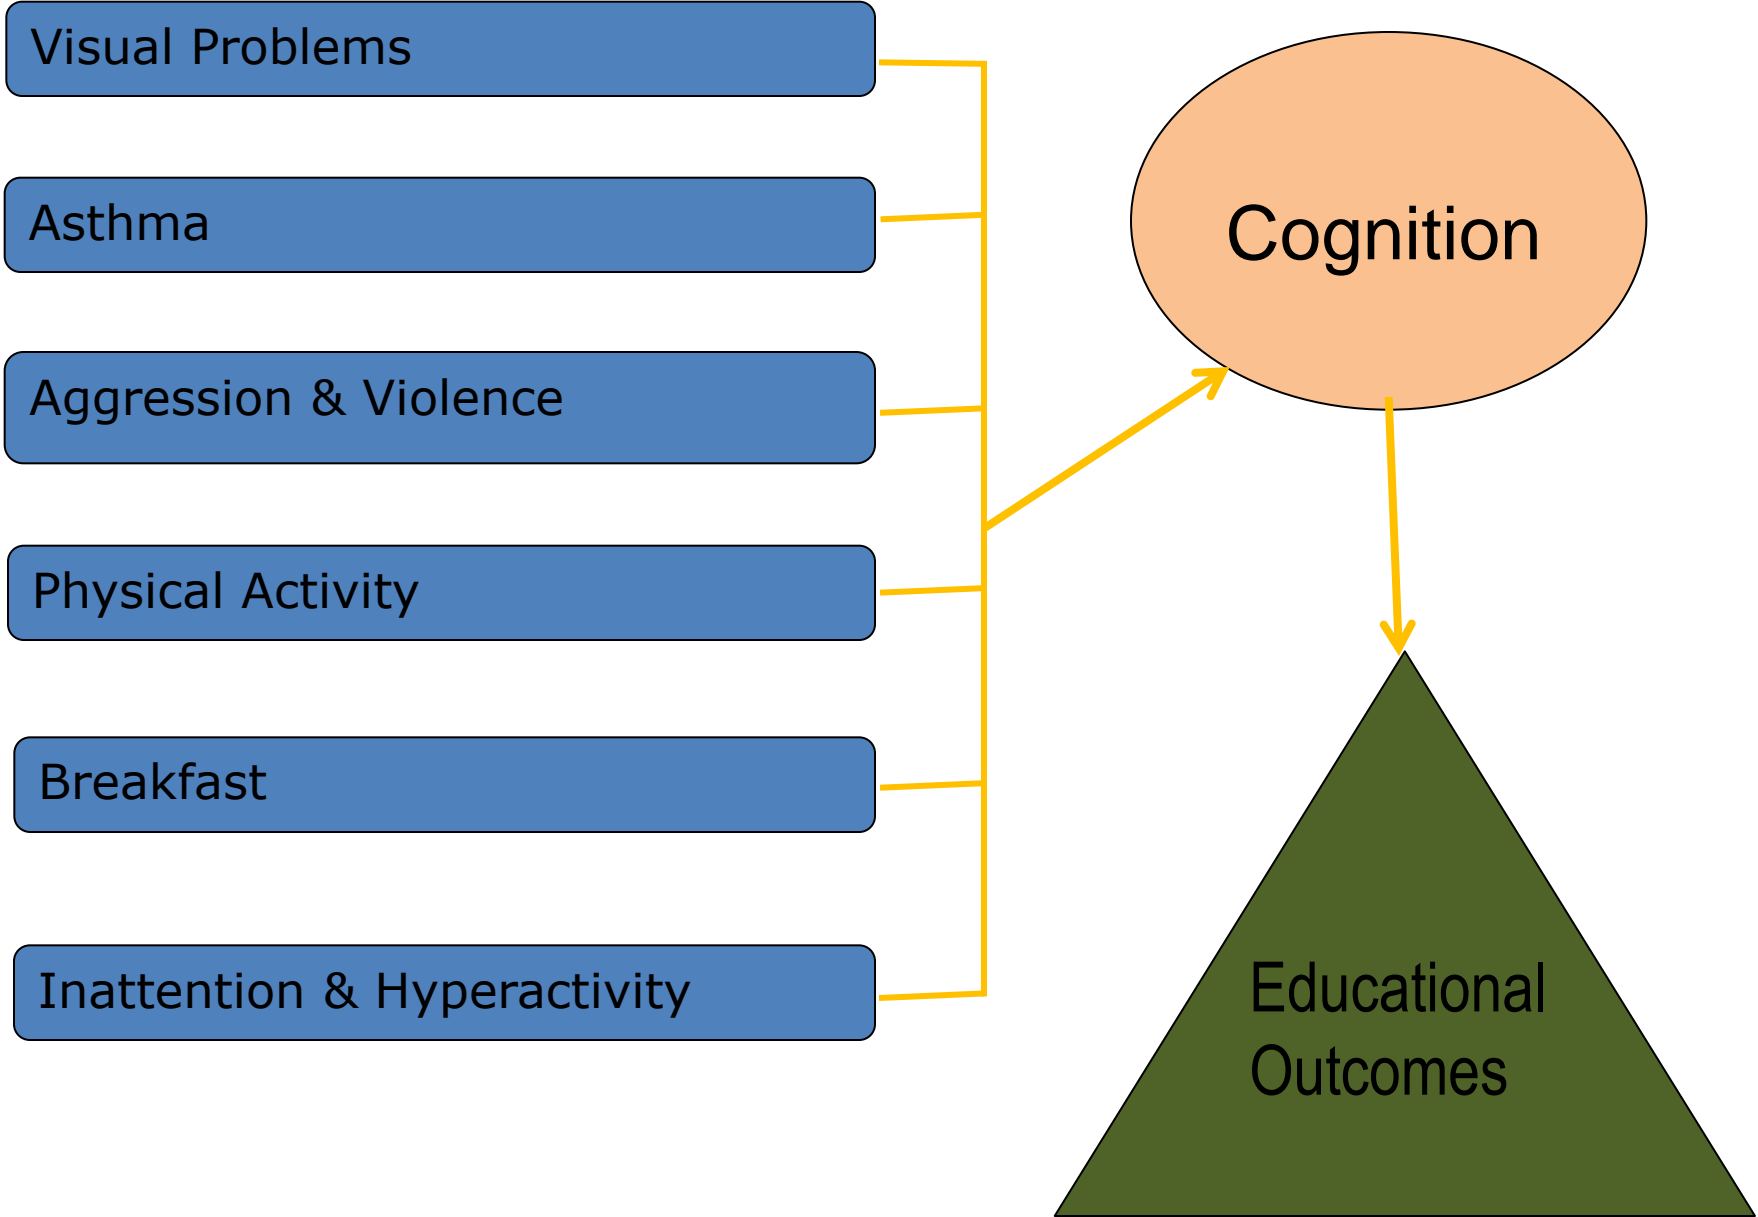 Visual Problems
Asthma
Aggression & Violence
Physical Activity
Breakfast
Inattention & Hyperactivity
Cognition
Educational
Outcomes